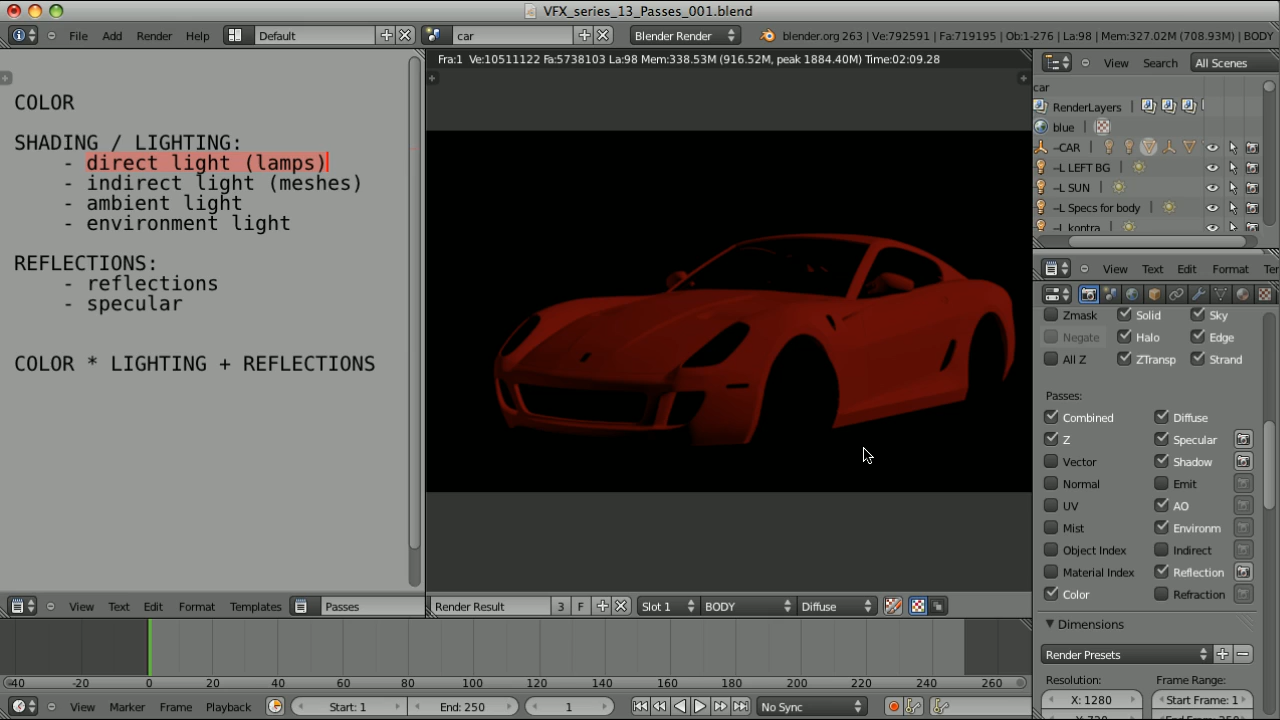 VFX_series_13_Passes_001.blend
File Add Render Help Default car Blender Render blender.org 263 | Ve:792591 | Fa:719195 | Ob:1-276 | La:98 | Mem:327.02M (708.93M) | BODY
Fra:1 Ve:10511122 Fa:5738103 La:98 Mem:338.53M (916.52M, peak 1884.40M) Time:02:09.28
View Search All Scenes
COLOR
SHADING / LIGHTING:
- direct light (lamps)
- indirect light (meshes)
- ambient light
- environment light
REFLECTIONS:
- reflections
- specular
COLOR * LIGHTING + REFLECTIONS
car
RenderLayers
blue
CAR
L LEFT BG
L SUN
L Specs for body
L kontra
View Text Edit Format Ter
Zmask Solid Sky
Negate Halo Edge
All Z ZTransp Strand
Passes:
Combined Diffuse
Z Specular
Vector Shadow
Normal Emit
UV AO
Mist Environm
Object Index Indirect
Material Index Reflection
Color Refraction
Dimensions
Render Presets
Resolution: Frame Range:
X: 1280 Start Frame: 1
View Text Edit Format Templates Passes Render Result 3 F Slot 1 BODY Diffuse
-40 -20 0 20 40 60 80 100 120 140 160 180 200 220 240 260
View Marker Frame Playback Start: 1 End: 250 1 No Sync